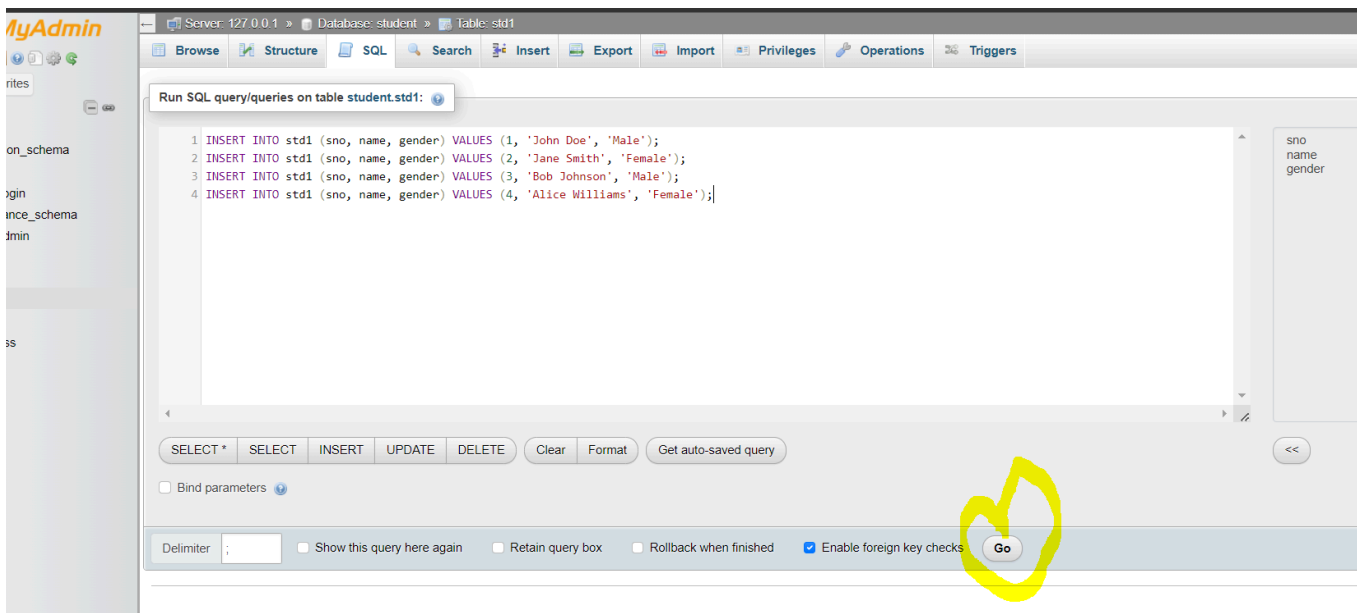 MyAdmin
Server: 127.0.0.1 » Database: student » Table: std1
Browse Structure SQL Search Insert Export Import Privileges Operations Triggers
rites
Run SQL query/queries on table student.std1:
on_schema
ogin
ance_schema
dmin
ss
1 INSERT INTO std1 (sno, name, gender) VALUES (1, 'John Doe', 'Male');
2 INSERT INTO std1 (sno, name, gender) VALUES (2, 'Jane Smith', 'Female');
3 INSERT INTO std1 (sno, name, gender) VALUES (3, 'Bob Johnson', 'Male');
4 INSERT INTO std1 (sno, name, gender) VALUES (4, 'Alice Williams', 'Female');
sno
name
gender
SELECT * SELECT INSERT UPDATE DELETE Clear Format Get auto-saved query <<
Bind parameters
Delimiter ; Show this query here again Retain query box Rollback when finished Enable foreign key checks Go